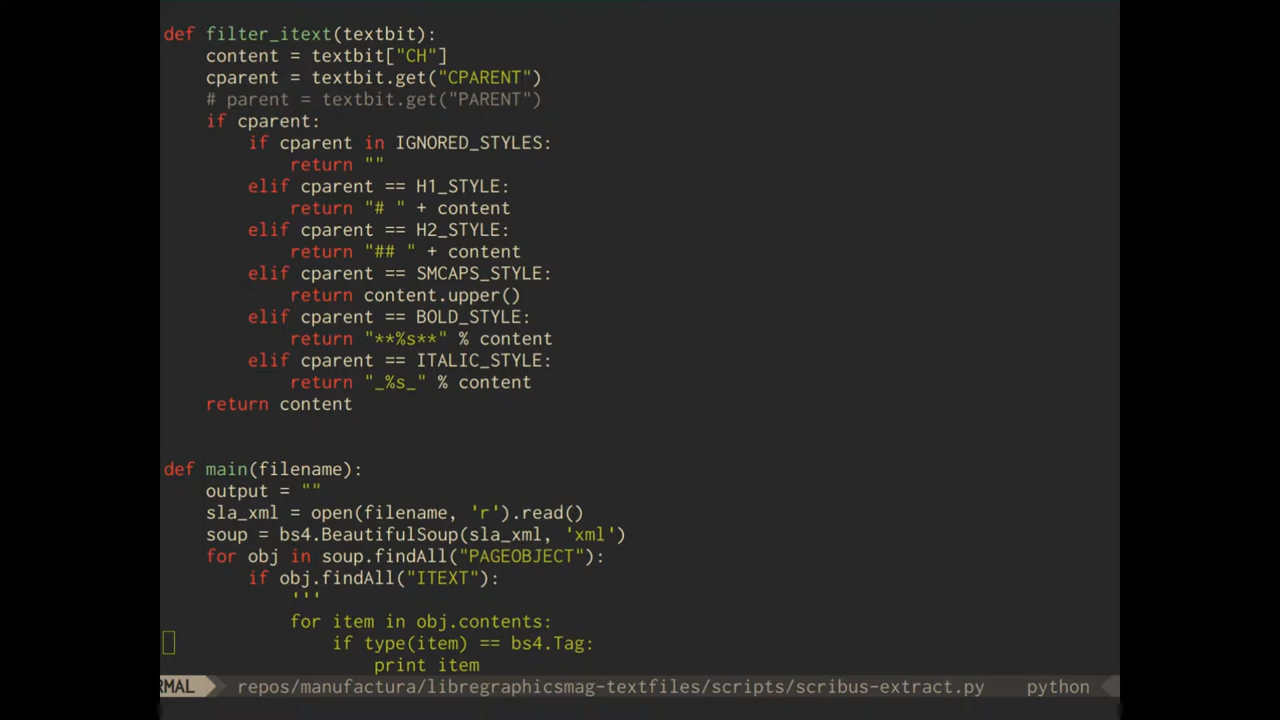 def filter_itext(textbit):
    content = textbit["CH"]
    cparent = textbit.get("CPARENT")
    # parent = textbit.get("PARENT")
    if cparent:
        if cparent in IGNORED_STYLES:
            return ""
        elif cparent == H1_STYLE:
            return "# " + content
        elif cparent == H2_STYLE:
            return "## " + content
        elif cparent == SMCAPS_STYLE:
            return content.upper()
        elif cparent == BOLD_STYLE:
            return "**%s**" % content
        elif cparent == ITALIC_STYLE:
            return "_%s_" % content
    return content
def main(filename):
    output = ""
    sla_xml = open(filename, 'r').read()
    soup = bs4.BeautifulSoup(sla_xml, 'xml')
    for obj in soup.findAll("PAGEOBJECT"):
        if obj.findAll("ITEXT"):
            '''
            for item in obj.contents:
                if type(item) == bs4.Tag:
                    print item
RMAL repos/manufactura/libregraphicsmag-textfiles/scripts/scribus-extract.py python